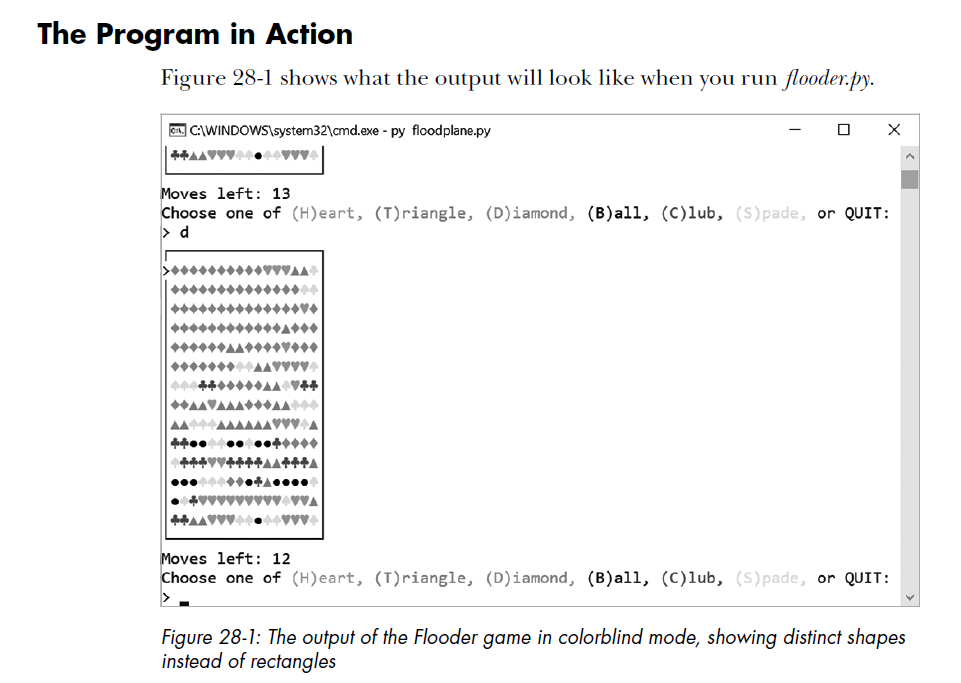 The Program in Action
Figure 28-1 shows what the output will look like when you run flooder.py.
C:\WINDOWS\system32\cmd.exe - py  floodplane.py
Moves left: 13
Choose one of (H)eart, (T)riangle, (D)iamond, (B)all, (C)lub, (S)pade, or QUIT:
> d
>
Moves left: 12
Choose one of (H)eart, (T)riangle, (D)iamond, (B)all, (C)lub, (S)pade, or QUIT:
>
Figure 28-1: The output of the Flooder game in colorblind mode, showing distinct shapes
instead of rectangles